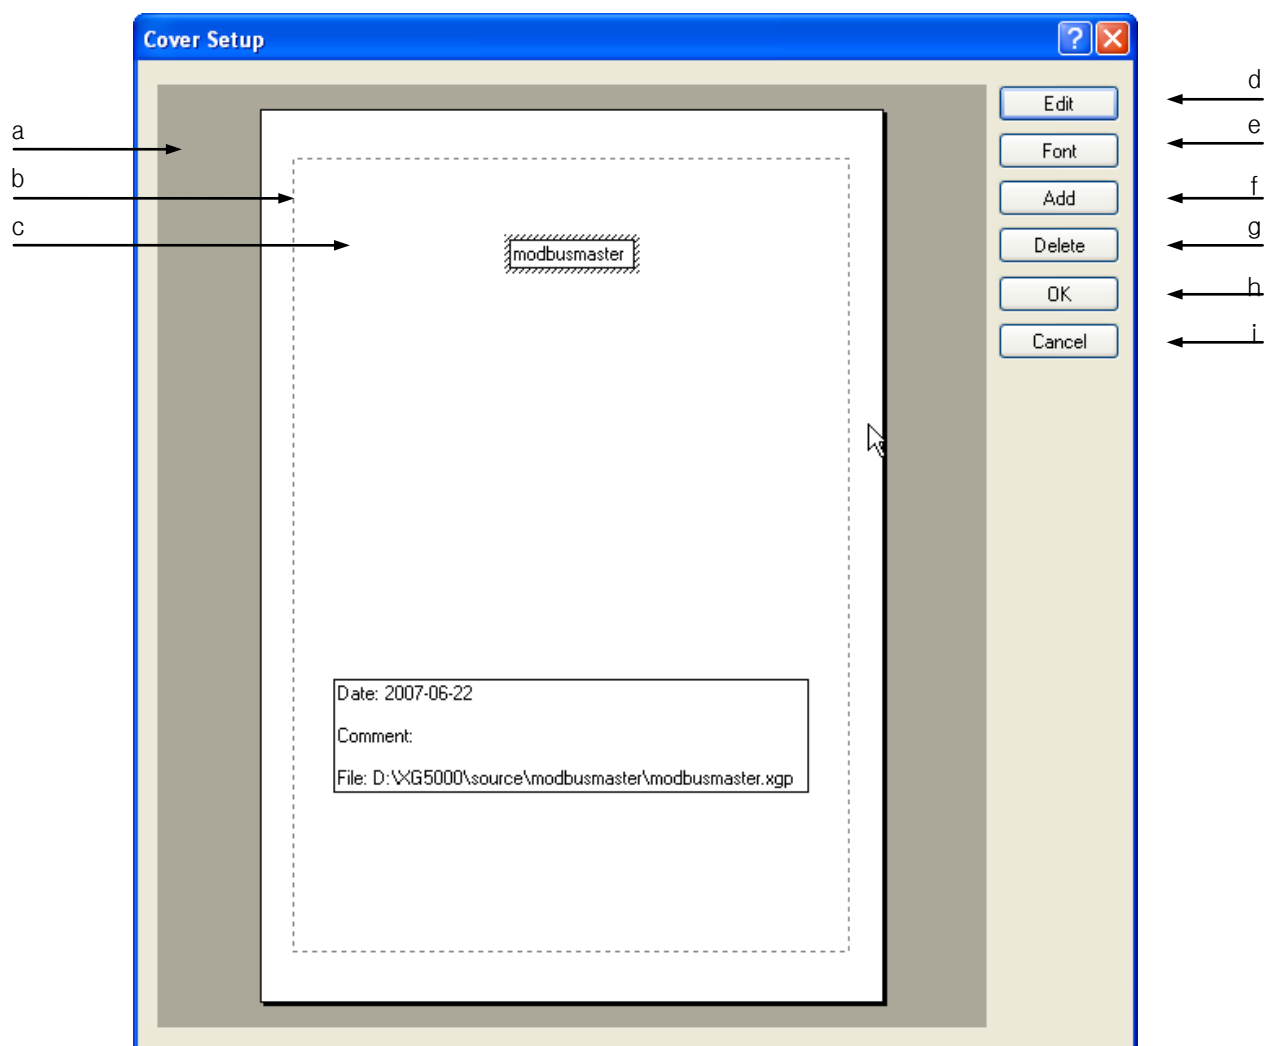 Cover Setup
a
b
c
modbusmaster
Date: 2007-06-22
Comment:
File: D:\XG5000\source\modbusmaster\modbusmaster.xgp
Edit
Font
Add
Delete
OK
Cancel
d
e
f
g
h
i